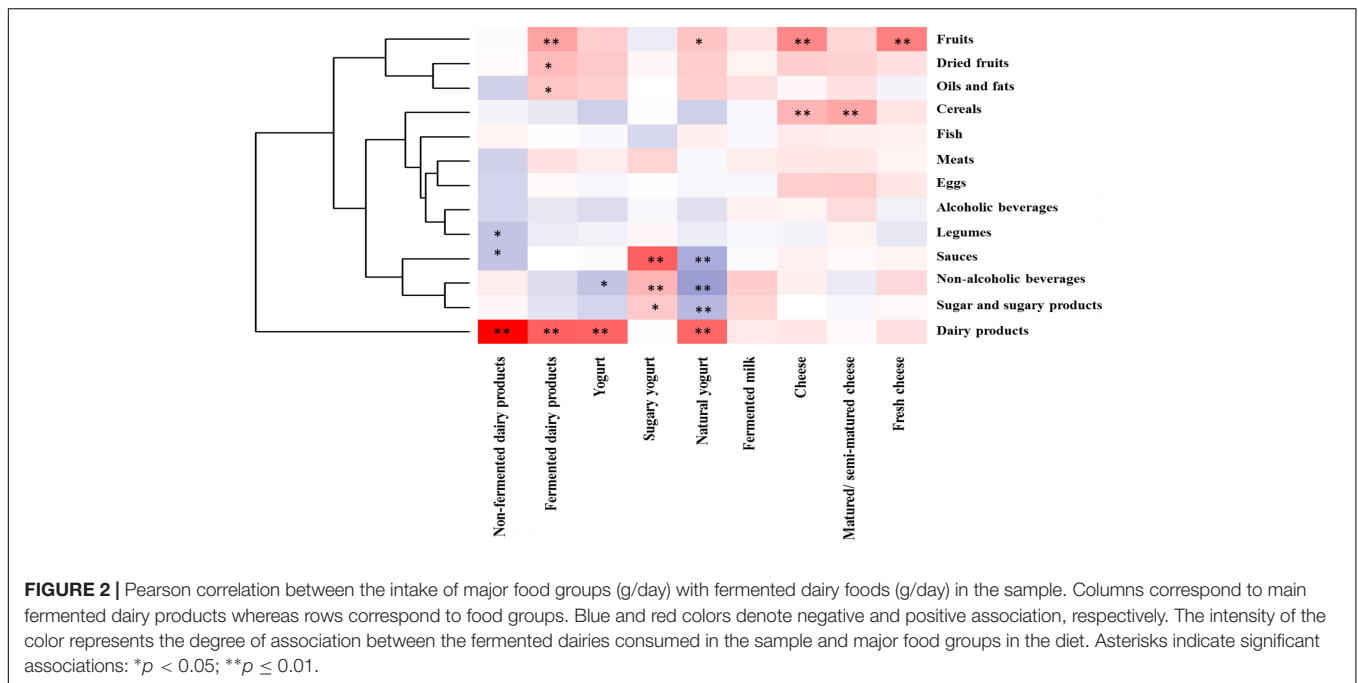 ** * ** ** Fruits
* Dried fruits
* Oils and fats
** ** Cereals
Fish
Meats
Eggs
Alcoholic beverages
* Legumes
* ** ** Sauces
* ** ** Non-alcoholic beverages
* ** Sugar and sugary products
** ** ** ** Dairy products
Non-fermented dairy products
Fermented dairy products
Yogurt
Sugary yogurt
Natural yogurt
Fermented milk
Cheese
Matured/ semi-matured cheese
Fresh cheese
FIGURE 2 | Pearson correlation between the intake of major food groups (g/day) with fermented dairy foods (g/day) in the sample. Columns correspond to main
fermented dairy products whereas rows correspond to food groups. Blue and red colors denote negative and positive association, respectively. The intensity of the
color represents the degree of association between the fermented dairies consumed in the sample and major food groups in the diet. Asterisks indicate significant
associations: *p < 0.05; **p ≤ 0.01.